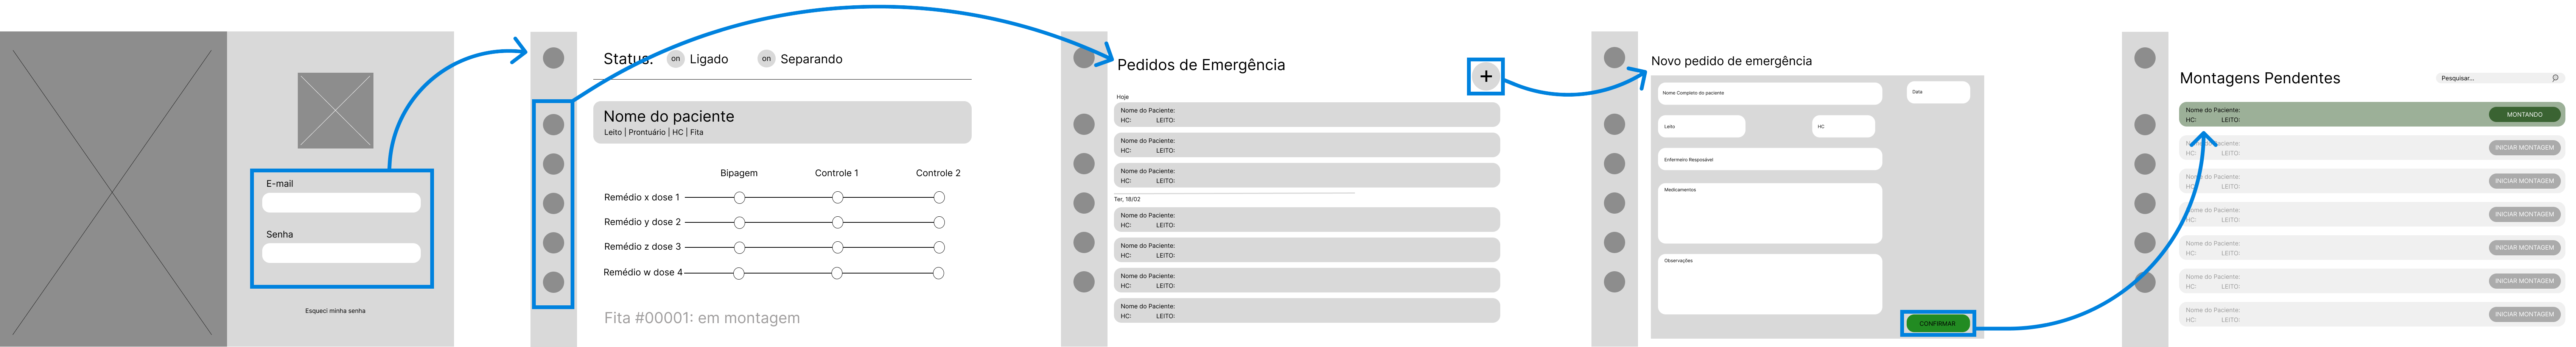 E-mail
Senha
Esqueci minha senha
Status: on Ligado on Separando
Nome do paciente
Leito | Prontuário | HC | Fita
Bipagem Controle 1 Controle 2
Remédio x dose 1
Remédio y dose 2
Remédio z dose 3
Remédio w dose 4
Fita #00001: em montagem
Pedidos de Emergência
+
Hoje
Nome do Paciente:
HC: LEITO:
Nome do Paciente:
HC: LEITO:
Nome do Paciente:
HC: LEITO:
Ter, 18/02
Nome do Paciente:
HC: LEITO:
Nome do Paciente:
HC: LEITO:
Nome do Paciente:
HC: LEITO:
Nome do Paciente:
HC: LEITO:
Novo pedido de emergência
Nome Completo do paciente
Data
Leito
HC
Enfermeiro Resposável
Medicamentos
Observações
CONFIRMAR
Montagens Pendentes
Pesquisar...
Nome do Paciente:
HC: LEITO:
MONTANDO
Nome do Paciente:
HC: LEITO:
INICIAR MONTAGEM
Nome do Paciente:
HC: LEITO:
INICIAR MONTAGEM
Nome do Paciente:
HC: LEITO:
INICIAR MONTAGEM
Nome do Paciente:
HC: LEITO:
INICIAR MONTAGEM
Nome do Paciente:
HC: LEITO:
INICIAR MONTAGEM
Nome do Paciente:
HC: LEITO:
INICIAR MONTAGEM